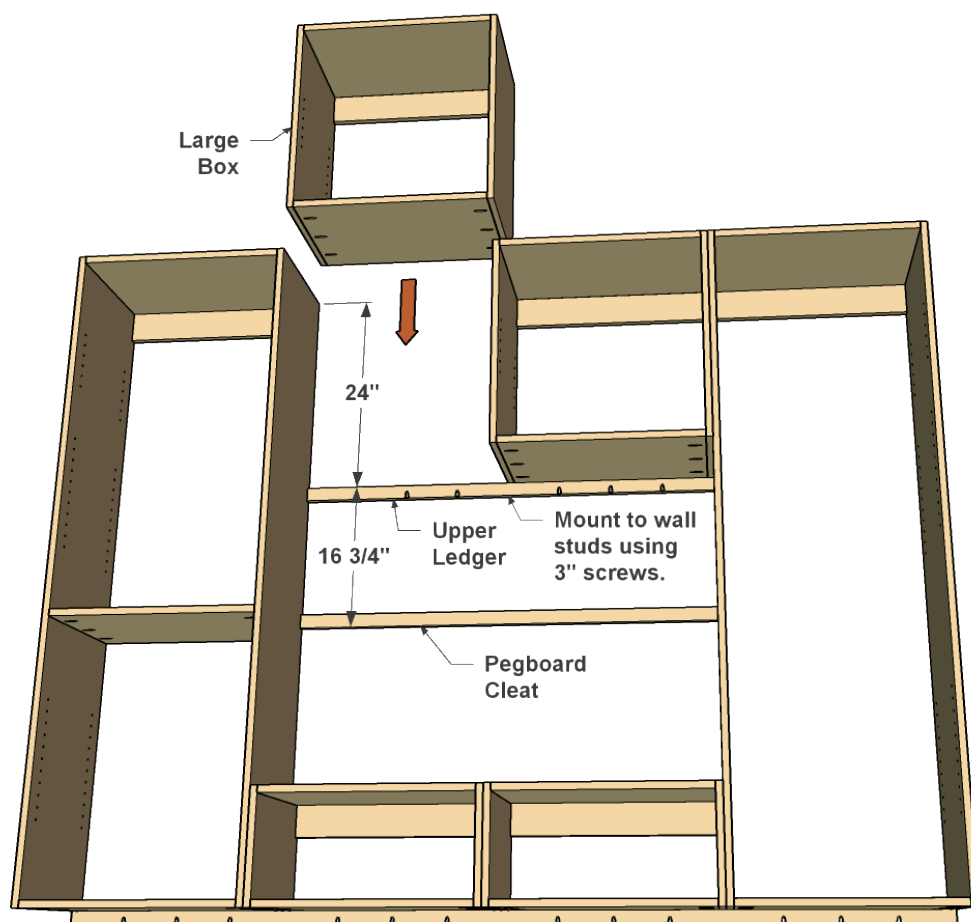 Large
Box
24"
16 3/4"
Upper
Ledger
Mount to wall
studs using
3" screws.
Pegboard
Cleat